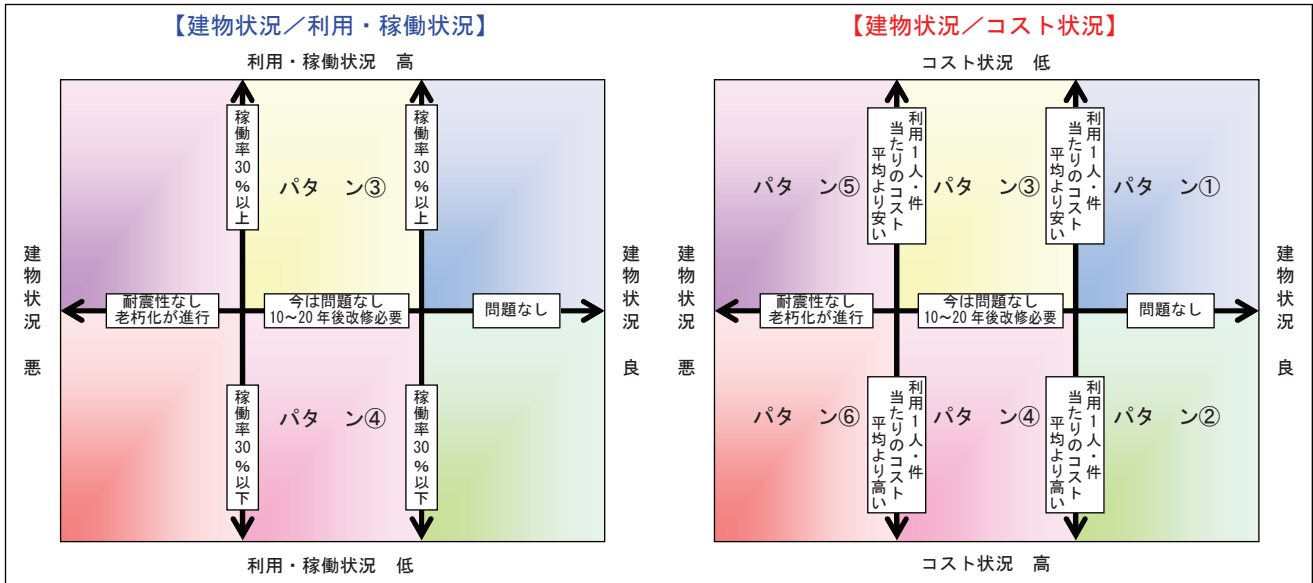 【建物状況／利用・稼働状況】
利用・稼働状況　高
稼働率30％以上
稼働率30％以上
パタ　ン③
建物状況　悪
耐震性なし
老朽化が進行
今は問題なし
10～20年後改修必要
問題なし
建物状況　良
稼働率30％以下
稼働率30％以下
パタ　ン④
利用・稼働状況　低
【建物状況／コスト状況】
コスト状況　低
利用1人・件
当たりのコスト
平均より安い
利用1人・件
当たりのコスト
平均より安い
パタ　ン⑤
パタ　ン③
パタ　ン①
建物状況　悪
耐震性なし
老朽化が進行
今は問題なし
10～20年後改修必要
問題なし
建物状況　良
利用1人・件
当たりのコスト
平均より高い
利用1人・件
当たりのコスト
平均より高い
パタ　ン⑥
パタ　ン④
パタ　ン②
コスト状況　高